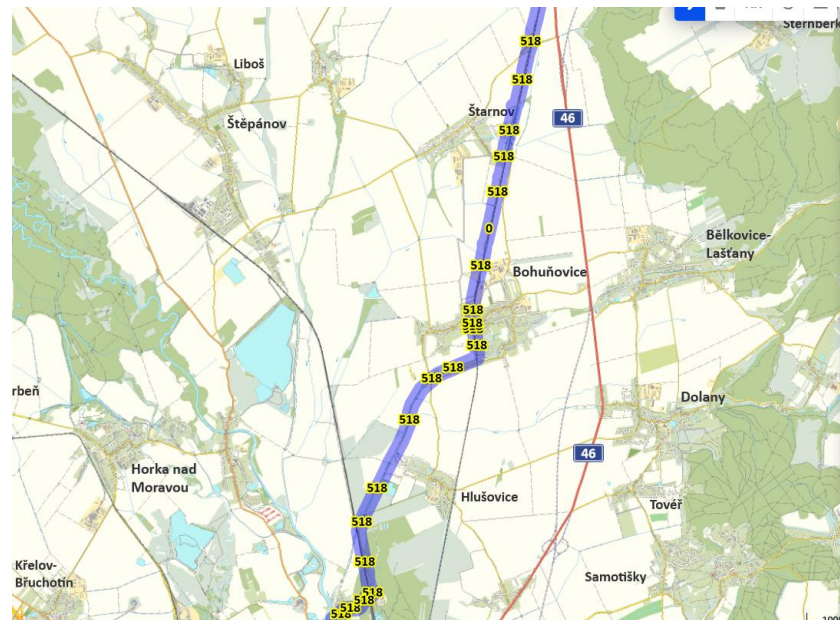 518
Šternberk
Liboš
518
46
Štarnov
Štěpánov
518
518
518
0
Bělkovice-
Lašťany
518
Bohuňovice
518
518
518
518
518
518
Dolany
rbeň
518
46
Horka nad
Moravou
518
Hlušovice
Tovéř
518
518
Křelov-
Břuchotín
Samotišky
518
518
518
518